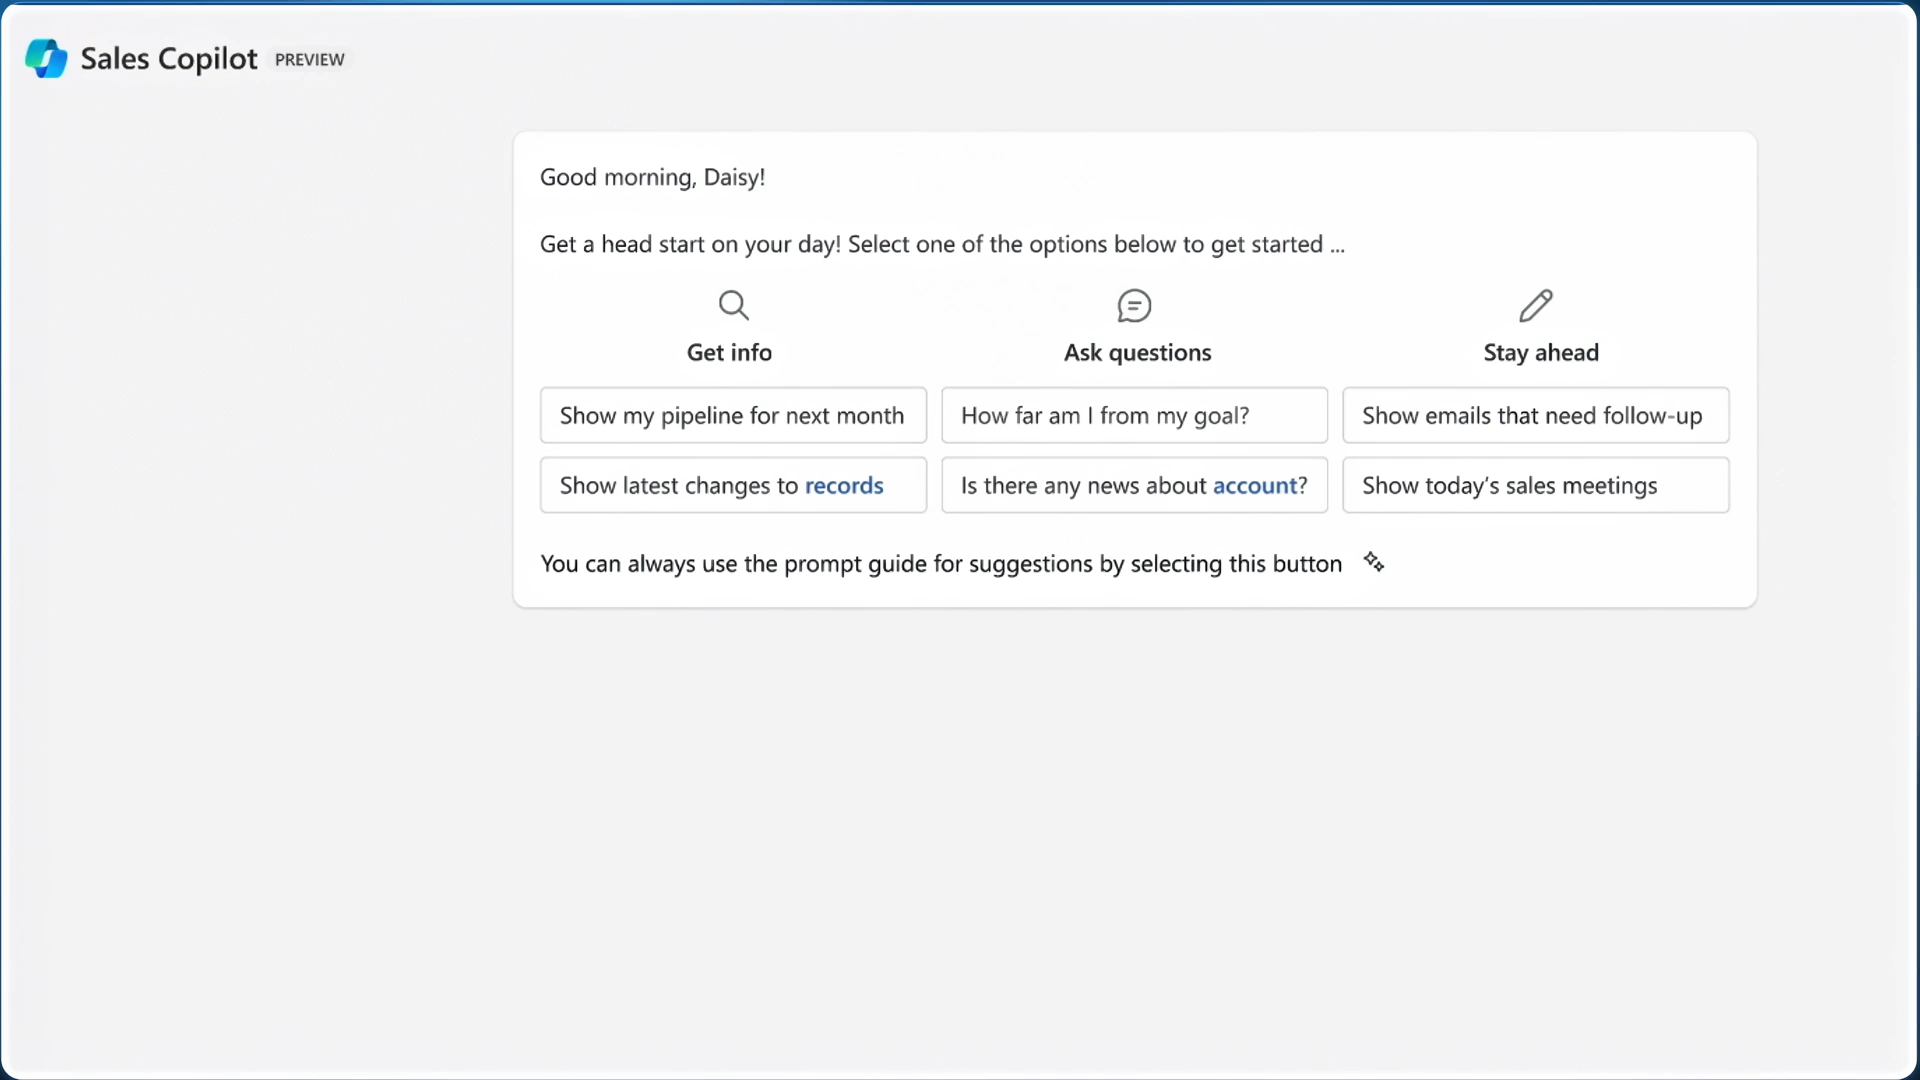 Sales Copilot PREVIEW
Good morning, Daisy!
Get a head start on your day! Select one of the options below to get started ...
Get info
Ask questions
Stay ahead
Show my pipeline for next month
How far am I from my goal?
Show emails that need follow-up
Show latest changes to records
Is there any news about account?
Show today's sales meetings
You can always use the prompt guide for suggestions by selecting this button